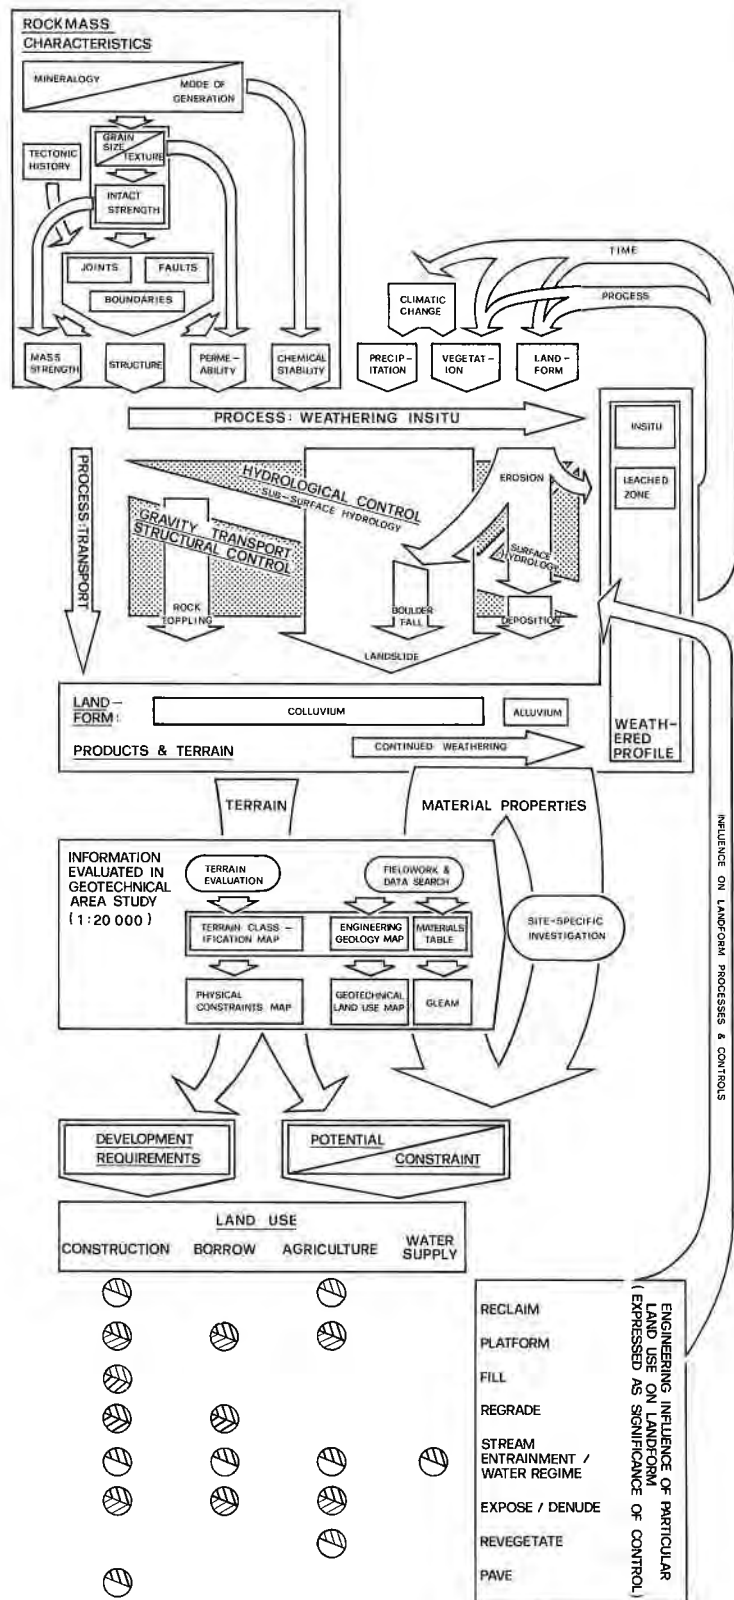 ROCKMASS
CHARACTERISTICS
MINERALOGY
MODE OF
GENERATION
GRAIN
SIZE
TEXTURE
TECTONIC
HISTORY
INTACT
STRENGTH
JOINTS
FAULTS
BOUNDARIES
MASS
STRENGTH
STRUCTURE
PERME-
ABILITY
CHEMICAL
STABILITY
TIME
PROCESS
CLIMATIC
CHANGE
PRECIP-
ITATION
VEGETAT-
ION
LAND-
FORM
PROCESS: WEATHERING INSITU
INSITU
LEACHED
ZONE
PROCESS:TRANSPORT
HYDROLOGICAL CONTROL
SUB-SURFACE HYDROLOGY
EROSION
GRAVITY TRANSPORT
STRUCTURAL CONTROL
SURFACE
HYDROLOGY
ROCK
TOPPLING
BOULDER
FALL
DEPOSITION
LANDSLIDE
LAND-
FORM:
COLLUVIUM
ALLUVIUM
PRODUCTS & TERRAIN
CONTINUED WEATHERING
WEATH-
ERED
PROFILE
TERRAIN
MATERIAL PROPERTIES
INFORMATION
EVALUATED IN
GEOTECHNICAL
AREA STUDY
(1:20 000)
TERRAIN
EVALUATION
FIELDWORK &
DATA SEARCH
TERRAIN CLASS -
IFICATION MAP
ENGINEERING
GEOLOGY MAP
MATERIALS
TABLE
SITE-SPECIFIC
INVESTIGATION
PHYSICAL
CONSTRAINTS MAP
GEOTECHNICAL
LAND USE MAP
GLEAM
INFLUENCE ON LANDFORM PROCESSES & CONTROLS
DEVELOPMENT
REQUIREMENTS
POTENTIAL
CONSTRAINT
LAND USE
CONSTRUCTION
BORROW
AGRICULTURE
WATER
SUPPLY
RECLAIM
PLATFORM
FILL
REGRADE
STREAM
ENTRAINMENT /
WATER REGIME
EXPOSE / DENUDE
REVEGETATE
PAVE
ENGINEERING INFLUENCE OF PARTICULAR
LAND USE ON LANDFORM
(EXPRESSED AS SIGNIFICANCE OF CONTROL)